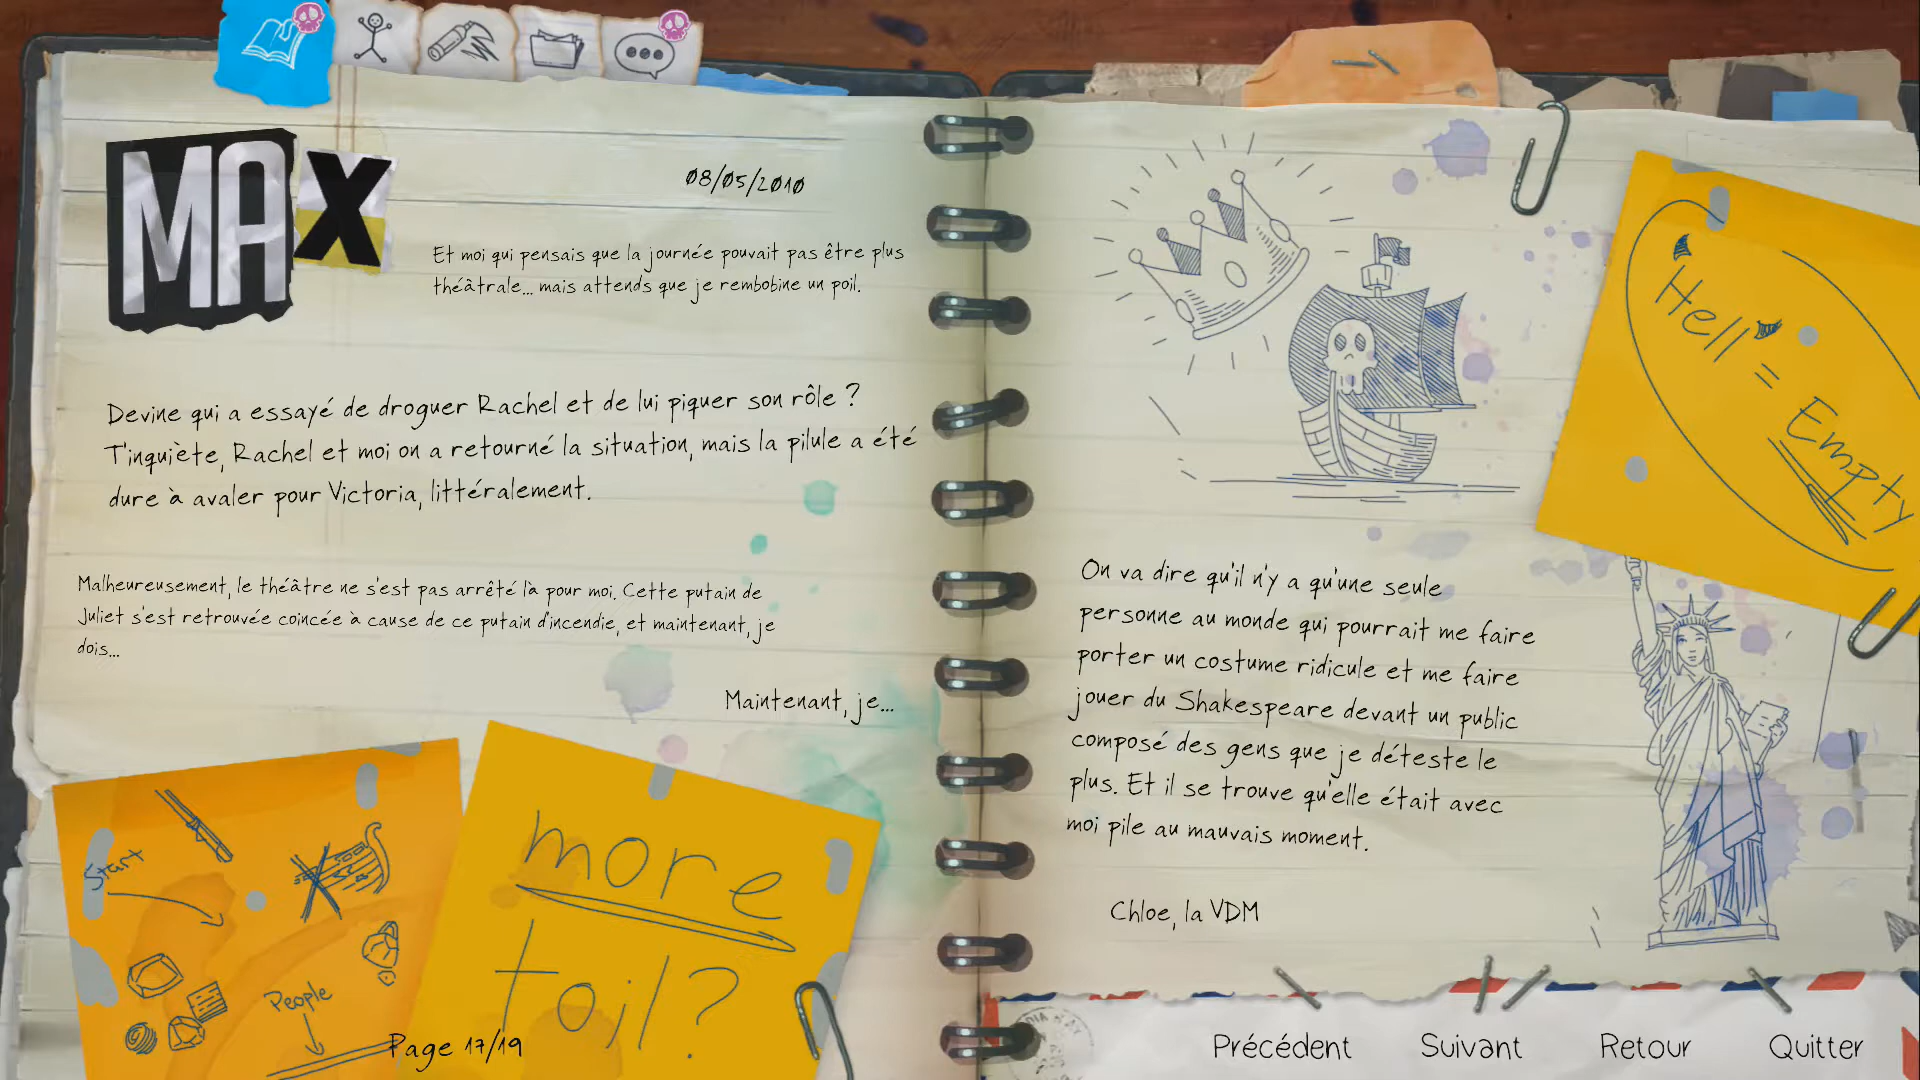 MAX
08/05/2010
Et moi qui pensais que la journée pouvait pas être plus
théâtrale... mais attends que je rembobine un poil.
Devine qui a essayé de droguer Rachel et de lui piquer son rôle ?
T'inquiète, Rachel et moi on a retourné la situation, mais la pilule a été
dure à avaler pour Victoria, littéralement.
Malheureusement, le théâtre ne s'est pas arrêté là pour moi. Cette putain de
Juliet s'est retrouvée coincée à cause de ce putain d'incendie, et maintenant, je
dois...
Maintenant, je...
Start
People
more
toil?
Page 17/19
"Hell" =
Empty
On va dire qu'il n'y a qu'une seule
personne au monde qui pourrait me faire
porter un costume ridicule et me faire
jouer du Shakespeare devant un public
composé des gens que je déteste le
plus. Et il se trouve qu'elle était avec
moi pile au mauvais moment.
Chloe, la VDM
Précédent Suivant Retour Quitter